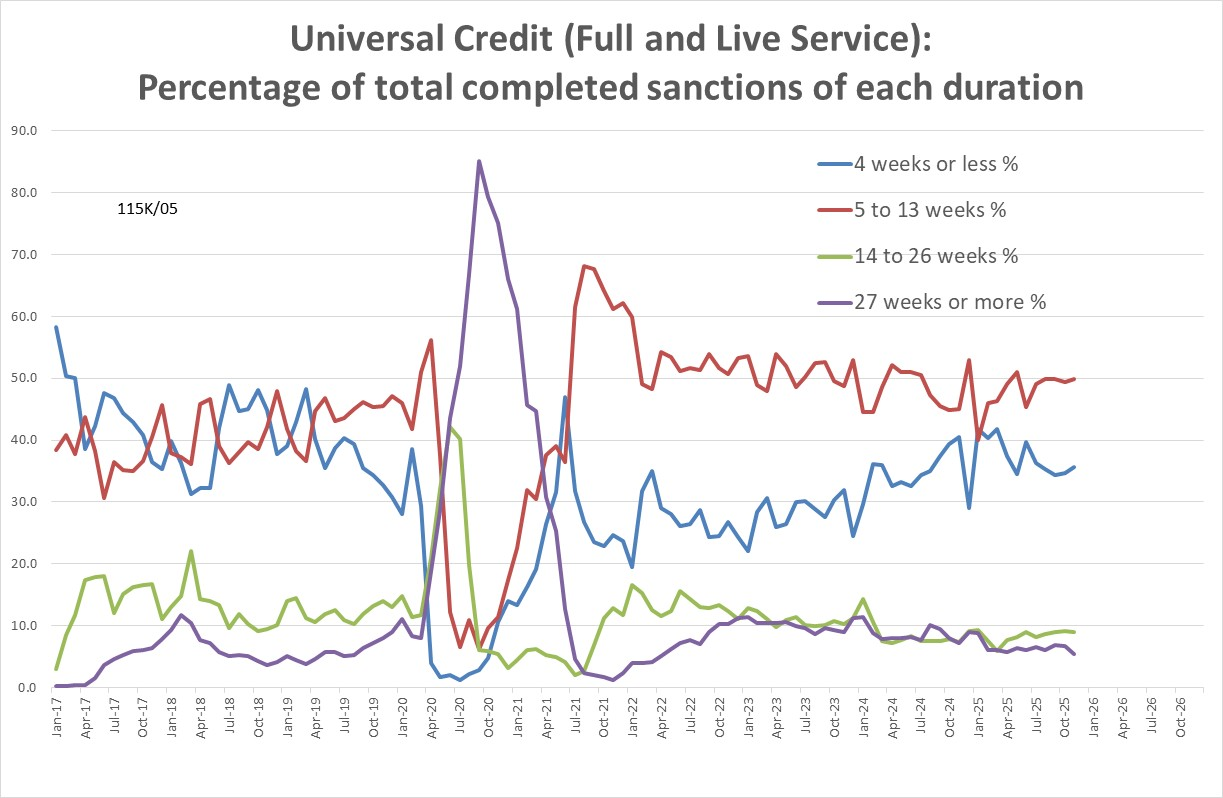 Universal Credit (Full and Live Service):
Percentage of total completed sanctions of each duration
90.0
80.0
70.0
60.0
50.0
40.0
30.0
20.0
10.0
0.0
115K/05
4 weeks or less %
5 to 13 weeks %
14 to 26 weeks %
27 weeks or more %
Jan-17
Apr-17
Jul-17
Oct-17
Jan-18
Apr-18
Jul-18
Oct-18
Jan-19
Apr-19
Jul-19
Oct-19
Jan-20
Apr-20
Jul-20
Oct-20
Jan-21
Apr-21
Jul-21
Oct-21
Jan-22
Apr-22
Jul-22
Oct-22
Jan-23
Apr-23
Jul-23
Oct-23
Jan-24
Apr-24
Jul-24
Oct-24
Jan-25
Apr-25
Jul-25
Oct-25
Jan-26
Apr-26
Jul-26
Oct-26